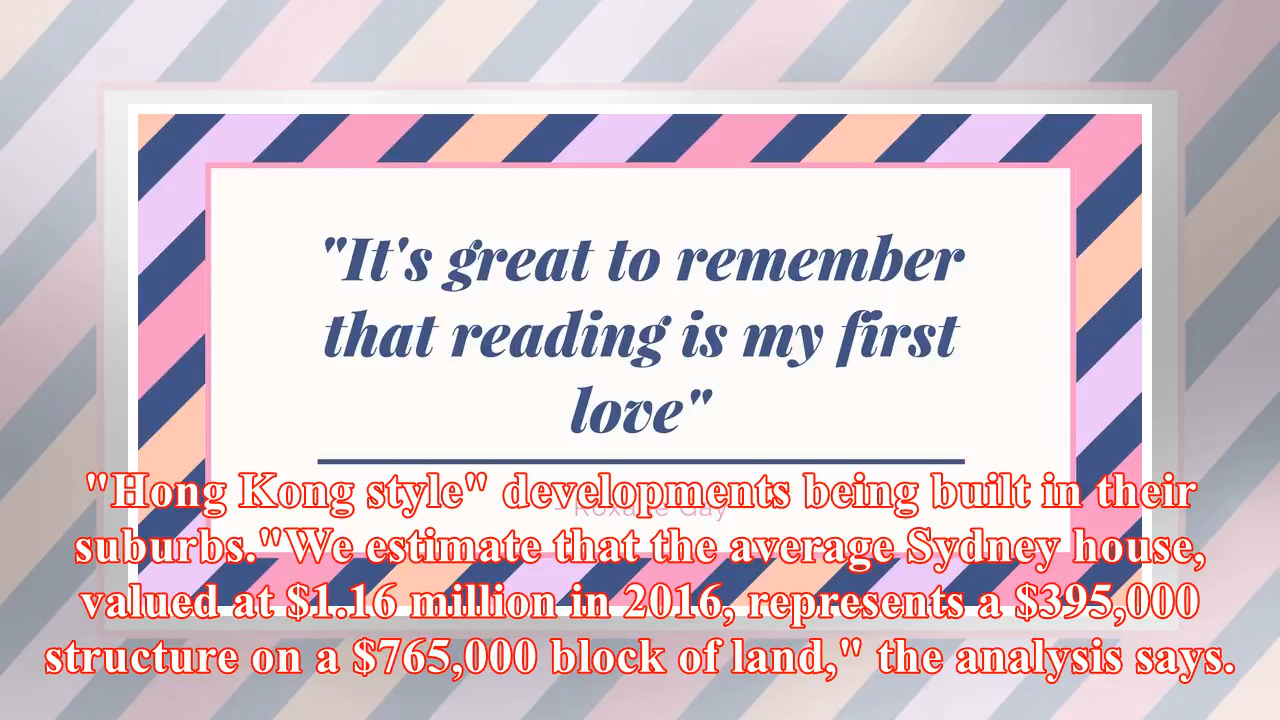 "It's great to remember
that reading is my first
love"
"Hong Kong style" developments being built in their
- Roxane Gay
suburbs."We estimate that the average Sydney house,
valued at $1.16 million in 2016, represents a $395,000
structure on a $765,000 block of land," the analysis says.